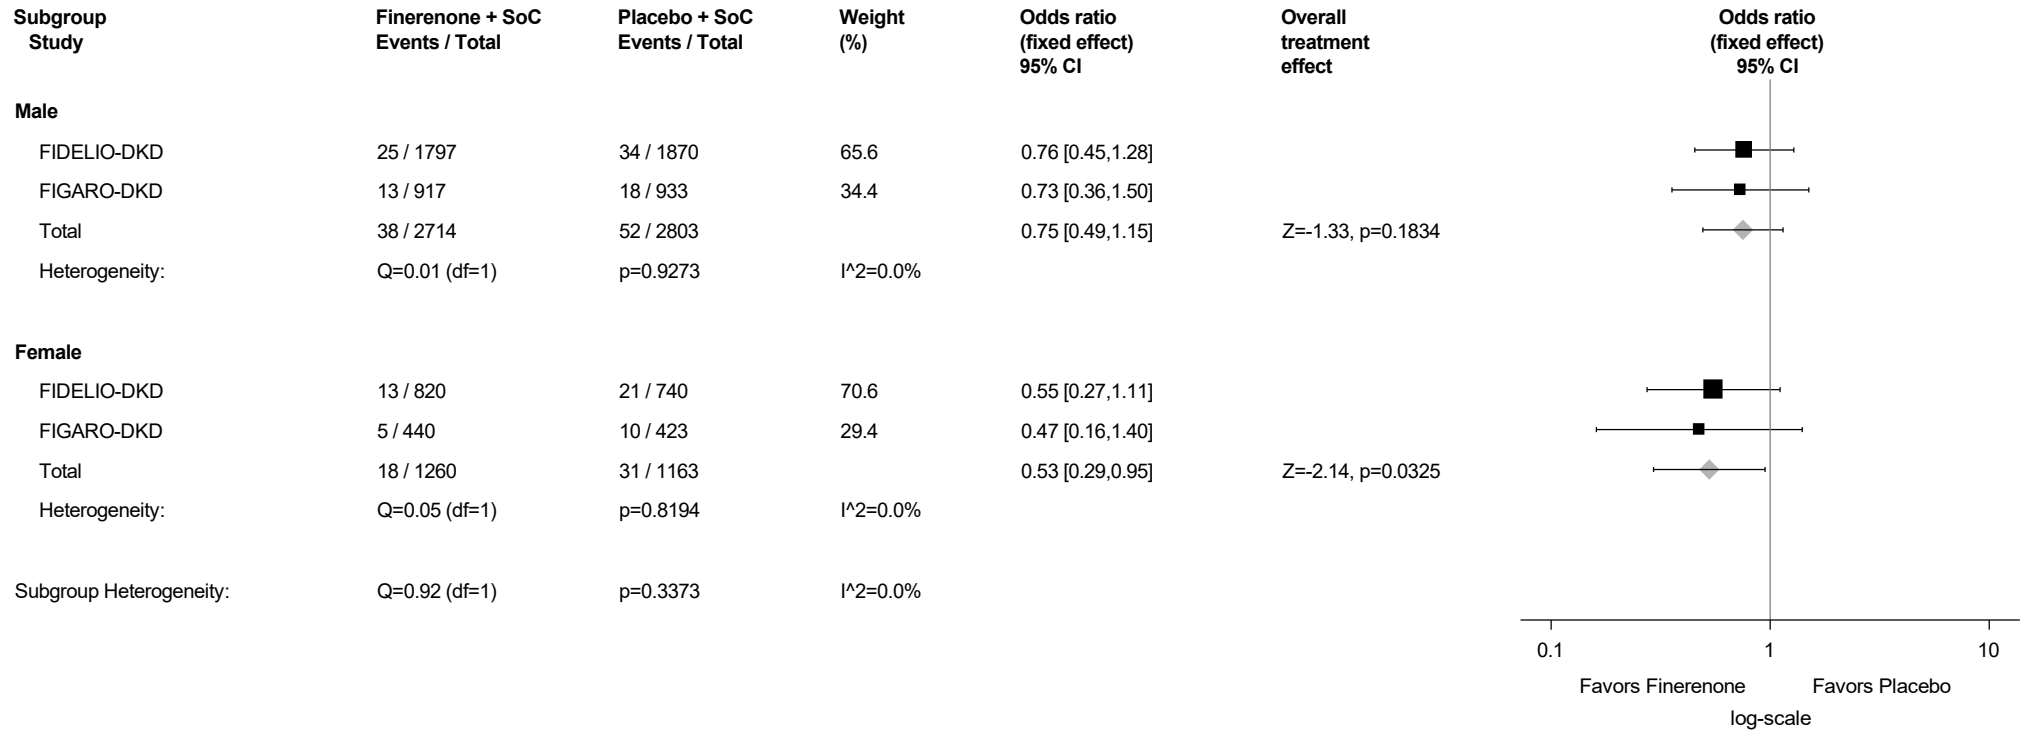 Subgroup Finerenone + SoC Placebo + SoC Weight Odds ratio Overall Odds ratio
Study Events / Total Events / Total (%) (fixed effect) treatment (fixed effect)
95% CI effect 95% CI
Male
FIDELIO-DKD 25 / 1797 34 / 1870 65.6 0.76 [0.45,1.28]
FIGARO-DKD 13 / 917 18 / 933 34.4 0.73 [0.36,1.50]
Total 38 / 2714 52 / 2803 0.75 [0.49,1.15] Z=-1.33, p=0.1834
Heterogeneity: Q=0.01 (df=1) p=0.9273 I^2=0.0%
Female
FIDELIO-DKD 13 / 820 21 / 740 70.6 0.55 [0.27,1.11]
FIGARO-DKD 5 / 440 10 / 423 29.4 0.47 [0.16,1.40]
Total 18 / 1260 31 / 1163 0.53 [0.29,0.95] Z=-2.14, p=0.0325
Heterogeneity: Q=0.05 (df=1) p=0.8194 I^2=0.0%
Subgroup Heterogeneity: Q=0.92 (df=1) p=0.3373 I^2=0.0%
0.1 1 10
Favors Finerenone Favors Placebo
log-scale